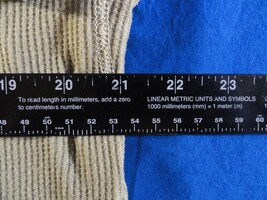 19 20 21 22 23
To read length in millimeters, add a zero
to centimeters number.
LINEAR METRIC UNITS AND SYMBOLS
1000 millimeters (mm) = 1 meter (m)
48 49 50 51 52 53 54 55 56 57 58 59 60